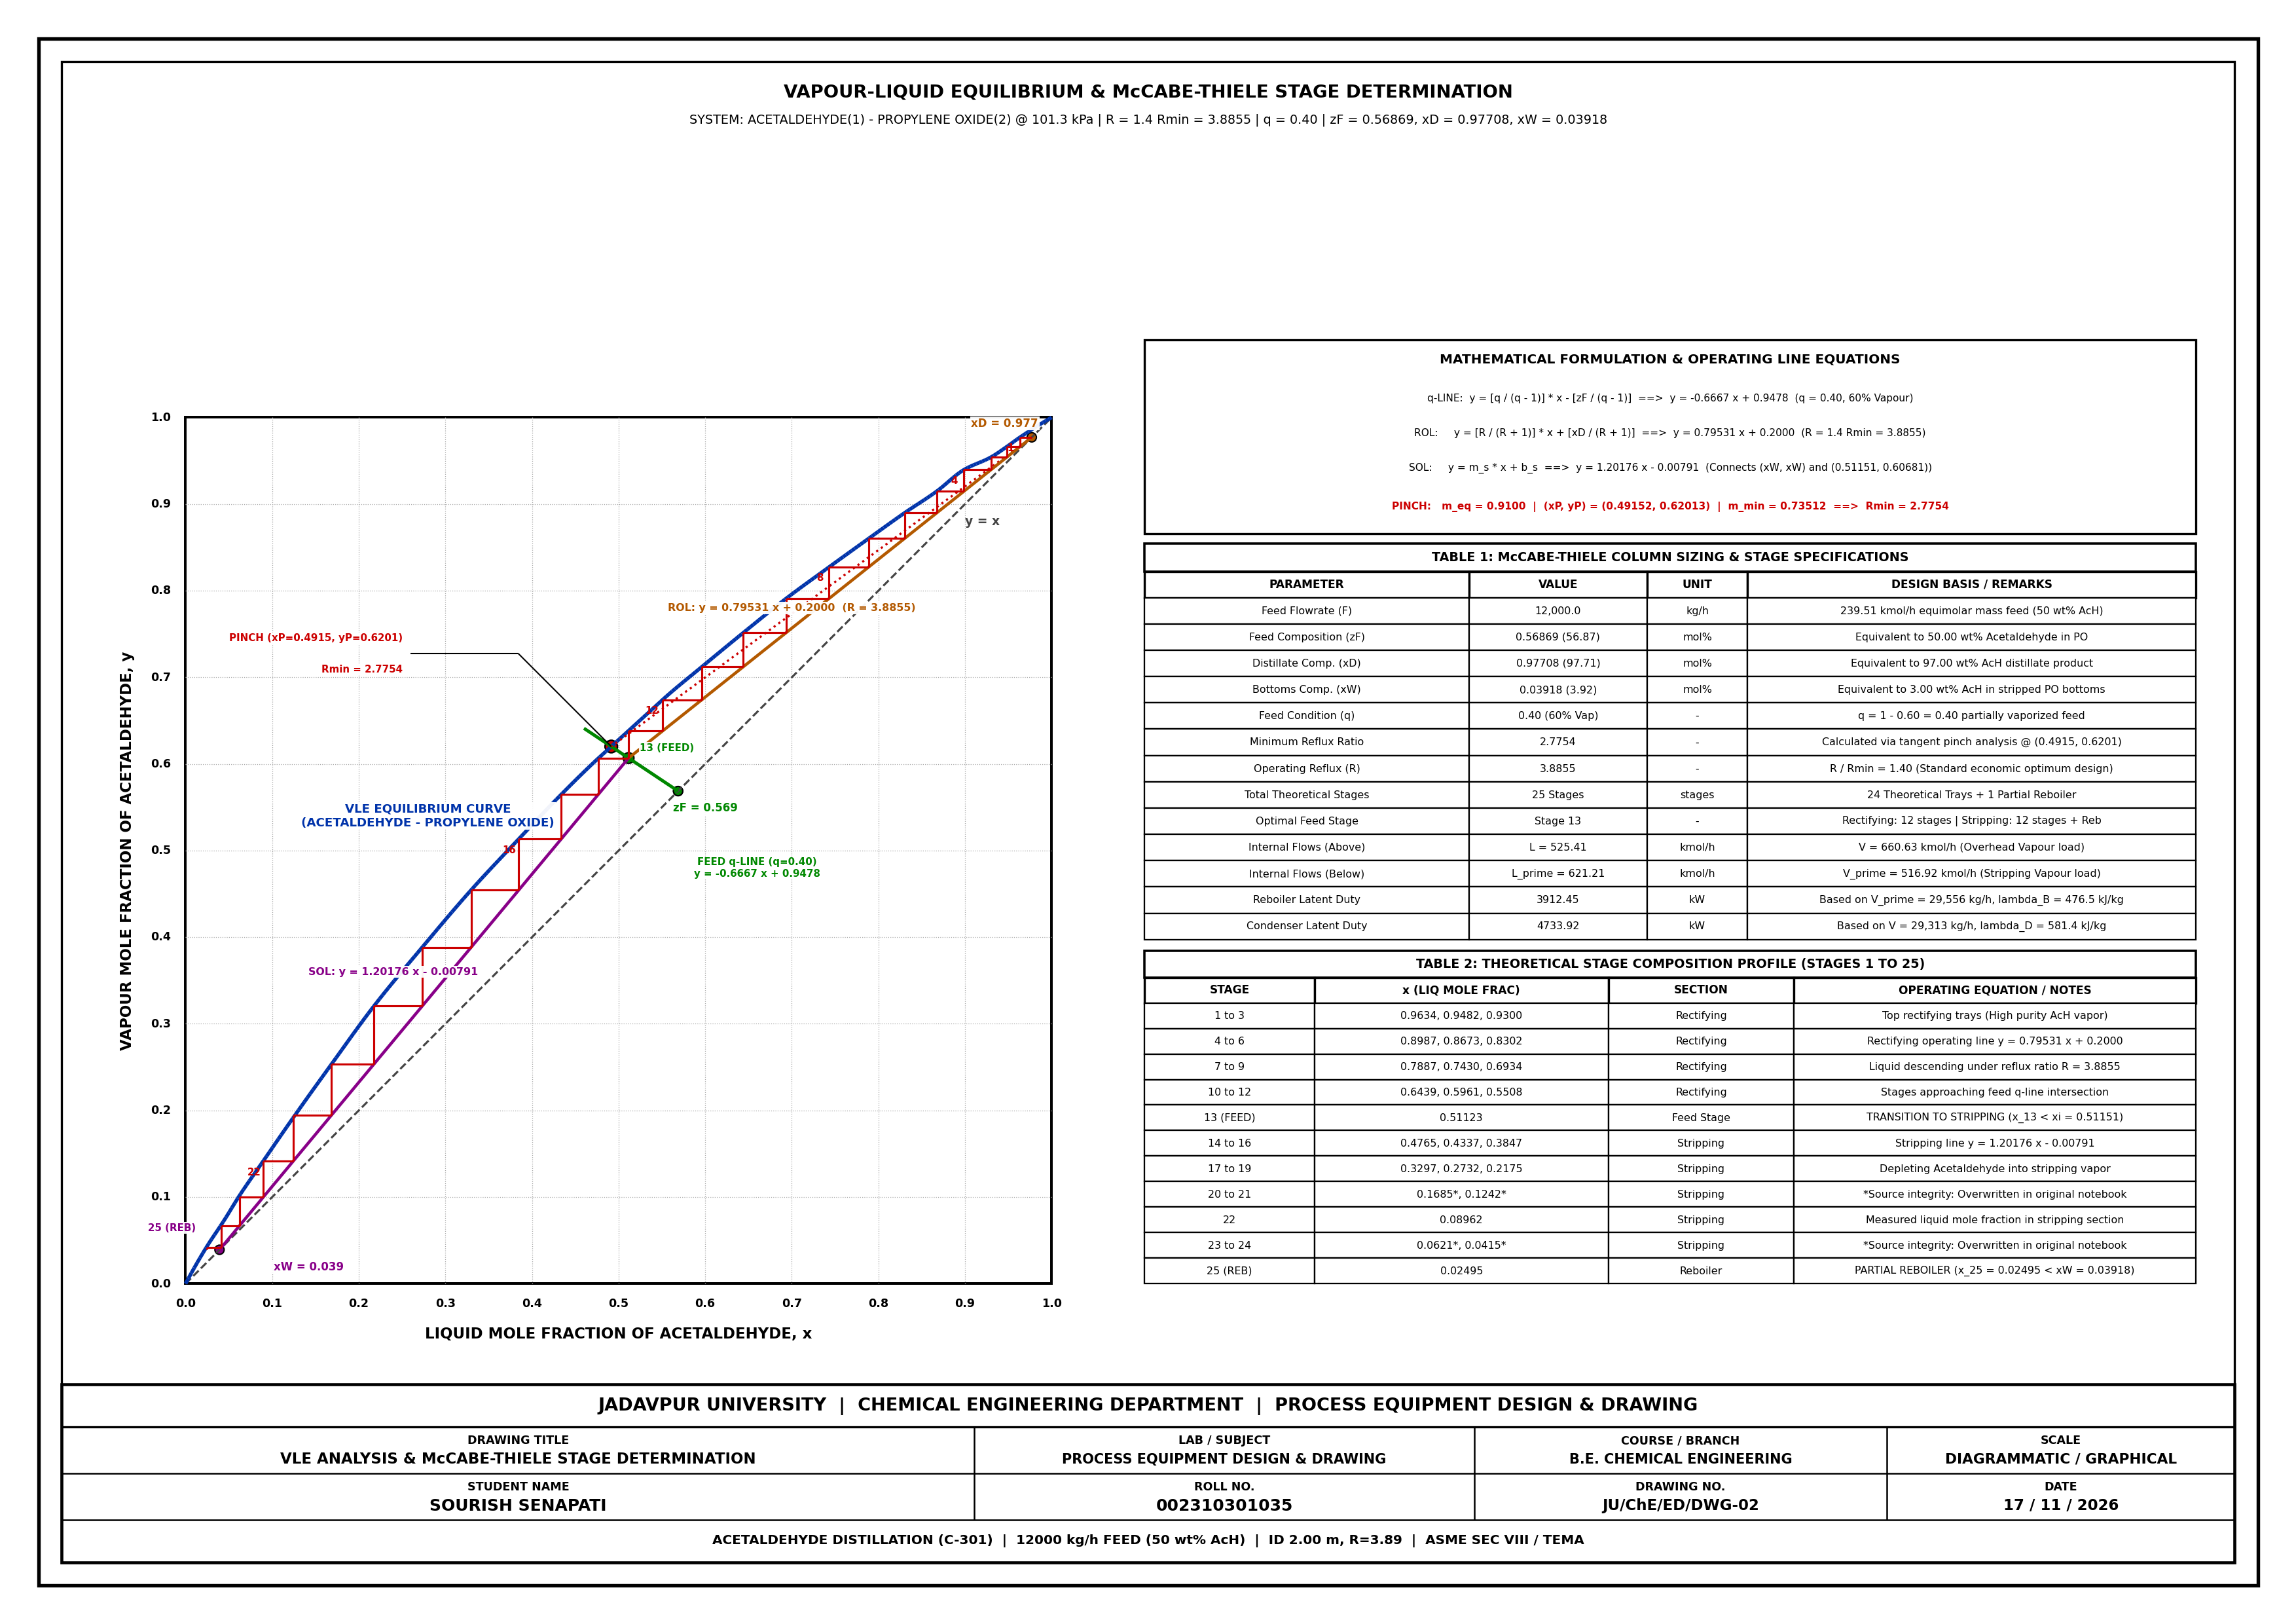 VAPOUR-LIQUID EQUILIBRIUM & McCABE-THIELE STAGE DETERMINATION
SYSTEM: ACETALDEHYDE(1) - PROPYLENE OXIDE(2) @ 101.3 kPa | R = 1.4 Rmin = 3.8855 | q = 0.40 | zF = 0.56869, xD = 0.97708, xW = 0.03918
VAPOUR MOLE FRACTION OF ACETALDEHYDE, y
1.0
0.9
0.8
0.7
0.6
0.5
0.4
0.3
0.2
0.1
0.0
xD = 0.977
4
y = x
8
ROL: y = 0.79531 x + 0.2000 (R = 3.8855)
PINCH (xP=0.4915, yP=0.6201)
Rmin = 2.7754
12
13 (FEED)
zF = 0.569
VLE EQUILIBRIUM CURVE
(ACETALDEHYDE - PROPYLENE OXIDE)
16
FEED q-LINE (q=0.40)
y = -0.6667 x + 0.9478
SOL: y = 1.20176 x - 0.00791
22
25 (REB)
xW = 0.039
0.0 0.1 0.2 0.3 0.4 0.5 0.6 0.7 0.8 0.9 1.0
LIQUID MOLE FRACTION OF ACETALDEHYDE, x
MATHEMATICAL FORMULATION & OPERATING LINE EQUATIONS
q-LINE: y = [q / (q - 1)] * x - [zF / (q - 1)] ==> y = -0.6667 x + 0.9478 (q = 0.40, 60% Vapour)
ROL: y = [R / (R + 1)] * x + [xD / (R + 1)] ==> y = 0.79531 x + 0.2000 (R = 1.4 Rmin = 3.8855)
SOL: y = m_s * x + b_s ==> y = 1.20176 x - 0.00791 (Connects (xW, xW) and (0.51151, 0.60681))
PINCH: m_eq = 0.9100 | (xP, yP) = (0.49152, 0.62013) | m_min = 0.73512 ==> Rmin = 2.7754
TABLE 1: McCABE-THIELE COLUMN SIZING & STAGE SPECIFICATIONS
PARAMETER VALUE UNIT DESIGN BASIS / REMARKS
Feed Flowrate (F) 12,000.0 kg/h 239.51 kmol/h equimolar mass feed (50 wt% AcH)
Feed Composition (zF) 0.56869 (56.87) mol% Equivalent to 50.00 wt% Acetaldehyde in PO
Distillate Comp. (xD) 0.97708 (97.71) mol% Equivalent to 97.00 wt% AcH distillate product
Bottoms Comp. (xW) 0.03918 (3.92) mol% Equivalent to 3.00 wt% AcH in stripped PO bottoms
Feed Condition (q) 0.40 (60% Vap) - q = 1 - 0.60 = 0.40 partially vaporized feed
Minimum Reflux Ratio 2.7754 - Calculated via tangent pinch analysis @ (0.4915, 0.6201)
Operating Reflux (R) 3.8855 - R / Rmin = 1.40 (Standard economic optimum design)
Total Theoretical Stages 25 Stages stages 24 Theoretical Trays + 1 Partial Reboiler
Optimal Feed Stage Stage 13 - Rectifying: 12 stages | Stripping: 12 stages + Reb
Internal Flows (Above) L = 525.41 kmol/h V = 660.63 kmol/h (Overhead Vapour load)
Internal Flows (Below) L_prime = 621.21 kmol/h V_prime = 516.92 kmol/h (Stripping Vapour load)
Reboiler Latent Duty 3912.45 kW Based on V_prime = 29,556 kg/h, lambda_B = 476.5 kJ/kg
Condenser Latent Duty 4733.92 kW Based on V = 29,313 kg/h, lambda_D = 581.4 kJ/kg
TABLE 2: THEORETICAL STAGE COMPOSITION PROFILE (STAGES 1 TO 25)
STAGE x (LIQ MOLE FRAC) SECTION OPERATING EQUATION / NOTES
1 to 3 0.9634, 0.9482, 0.9300 Rectifying Top rectifying trays (High purity AcH vapor)
4 to 6 0.8987, 0.8673, 0.8302 Rectifying Rectifying operating line y = 0.79531 x + 0.2000
7 to 9 0.7887, 0.7430, 0.6934 Rectifying Liquid descending under reflux ratio R = 3.8855
10 to 12 0.6439, 0.5961, 0.5508 Rectifying Stages approaching feed q-line intersection
13 (FEED) 0.51123 Feed Stage TRANSITION TO STRIPPING (x_13 < xi = 0.51151)
14 to 16 0.4765, 0.4337, 0.3847 Stripping Stripping line y = 1.20176 x - 0.00791
17 to 19 0.3297, 0.2732, 0.2175 Stripping Depleting Acetaldehyde into stripping vapor
20 to 21 0.1685*, 0.1242* Stripping *Source integrity: Overwritten in original notebook
22 0.08962 Stripping Measured liquid mole fraction in stripping section
23 to 24 0.0621*, 0.0415* Stripping *Source integrity: Overwritten in original notebook
25 (REB) 0.02495 Reboiler PARTIAL REBOILER (x_25 = 0.02495 < xW = 0.03918)
JADAVPUR UNIVERSITY | CHEMICAL ENGINEERING DEPARTMENT | PROCESS EQUIPMENT DESIGN & DRAWING
DRAWING TITLE LAB / SUBJECT COURSE / BRANCH SCALE
VLE ANALYSIS & McCABE-THIELE STAGE DETERMINATION PROCESS EQUIPMENT DESIGN & DRAWING B.E. CHEMICAL ENGINEERING DIAGRAMMATIC / GRAPHICAL
STUDENT NAME ROLL NO. DRAWING NO. DATE
SOURISH SENAPATI 002310301035 JU/ChE/ED/DWG-02 17 / 11 / 2026
ACETALDEHYDE DISTILLATION (C-301) | 12000 kg/h FEED (50 wt% AcH) | ID 2.00 m, R=3.89 | ASME SEC VIII / TEMA